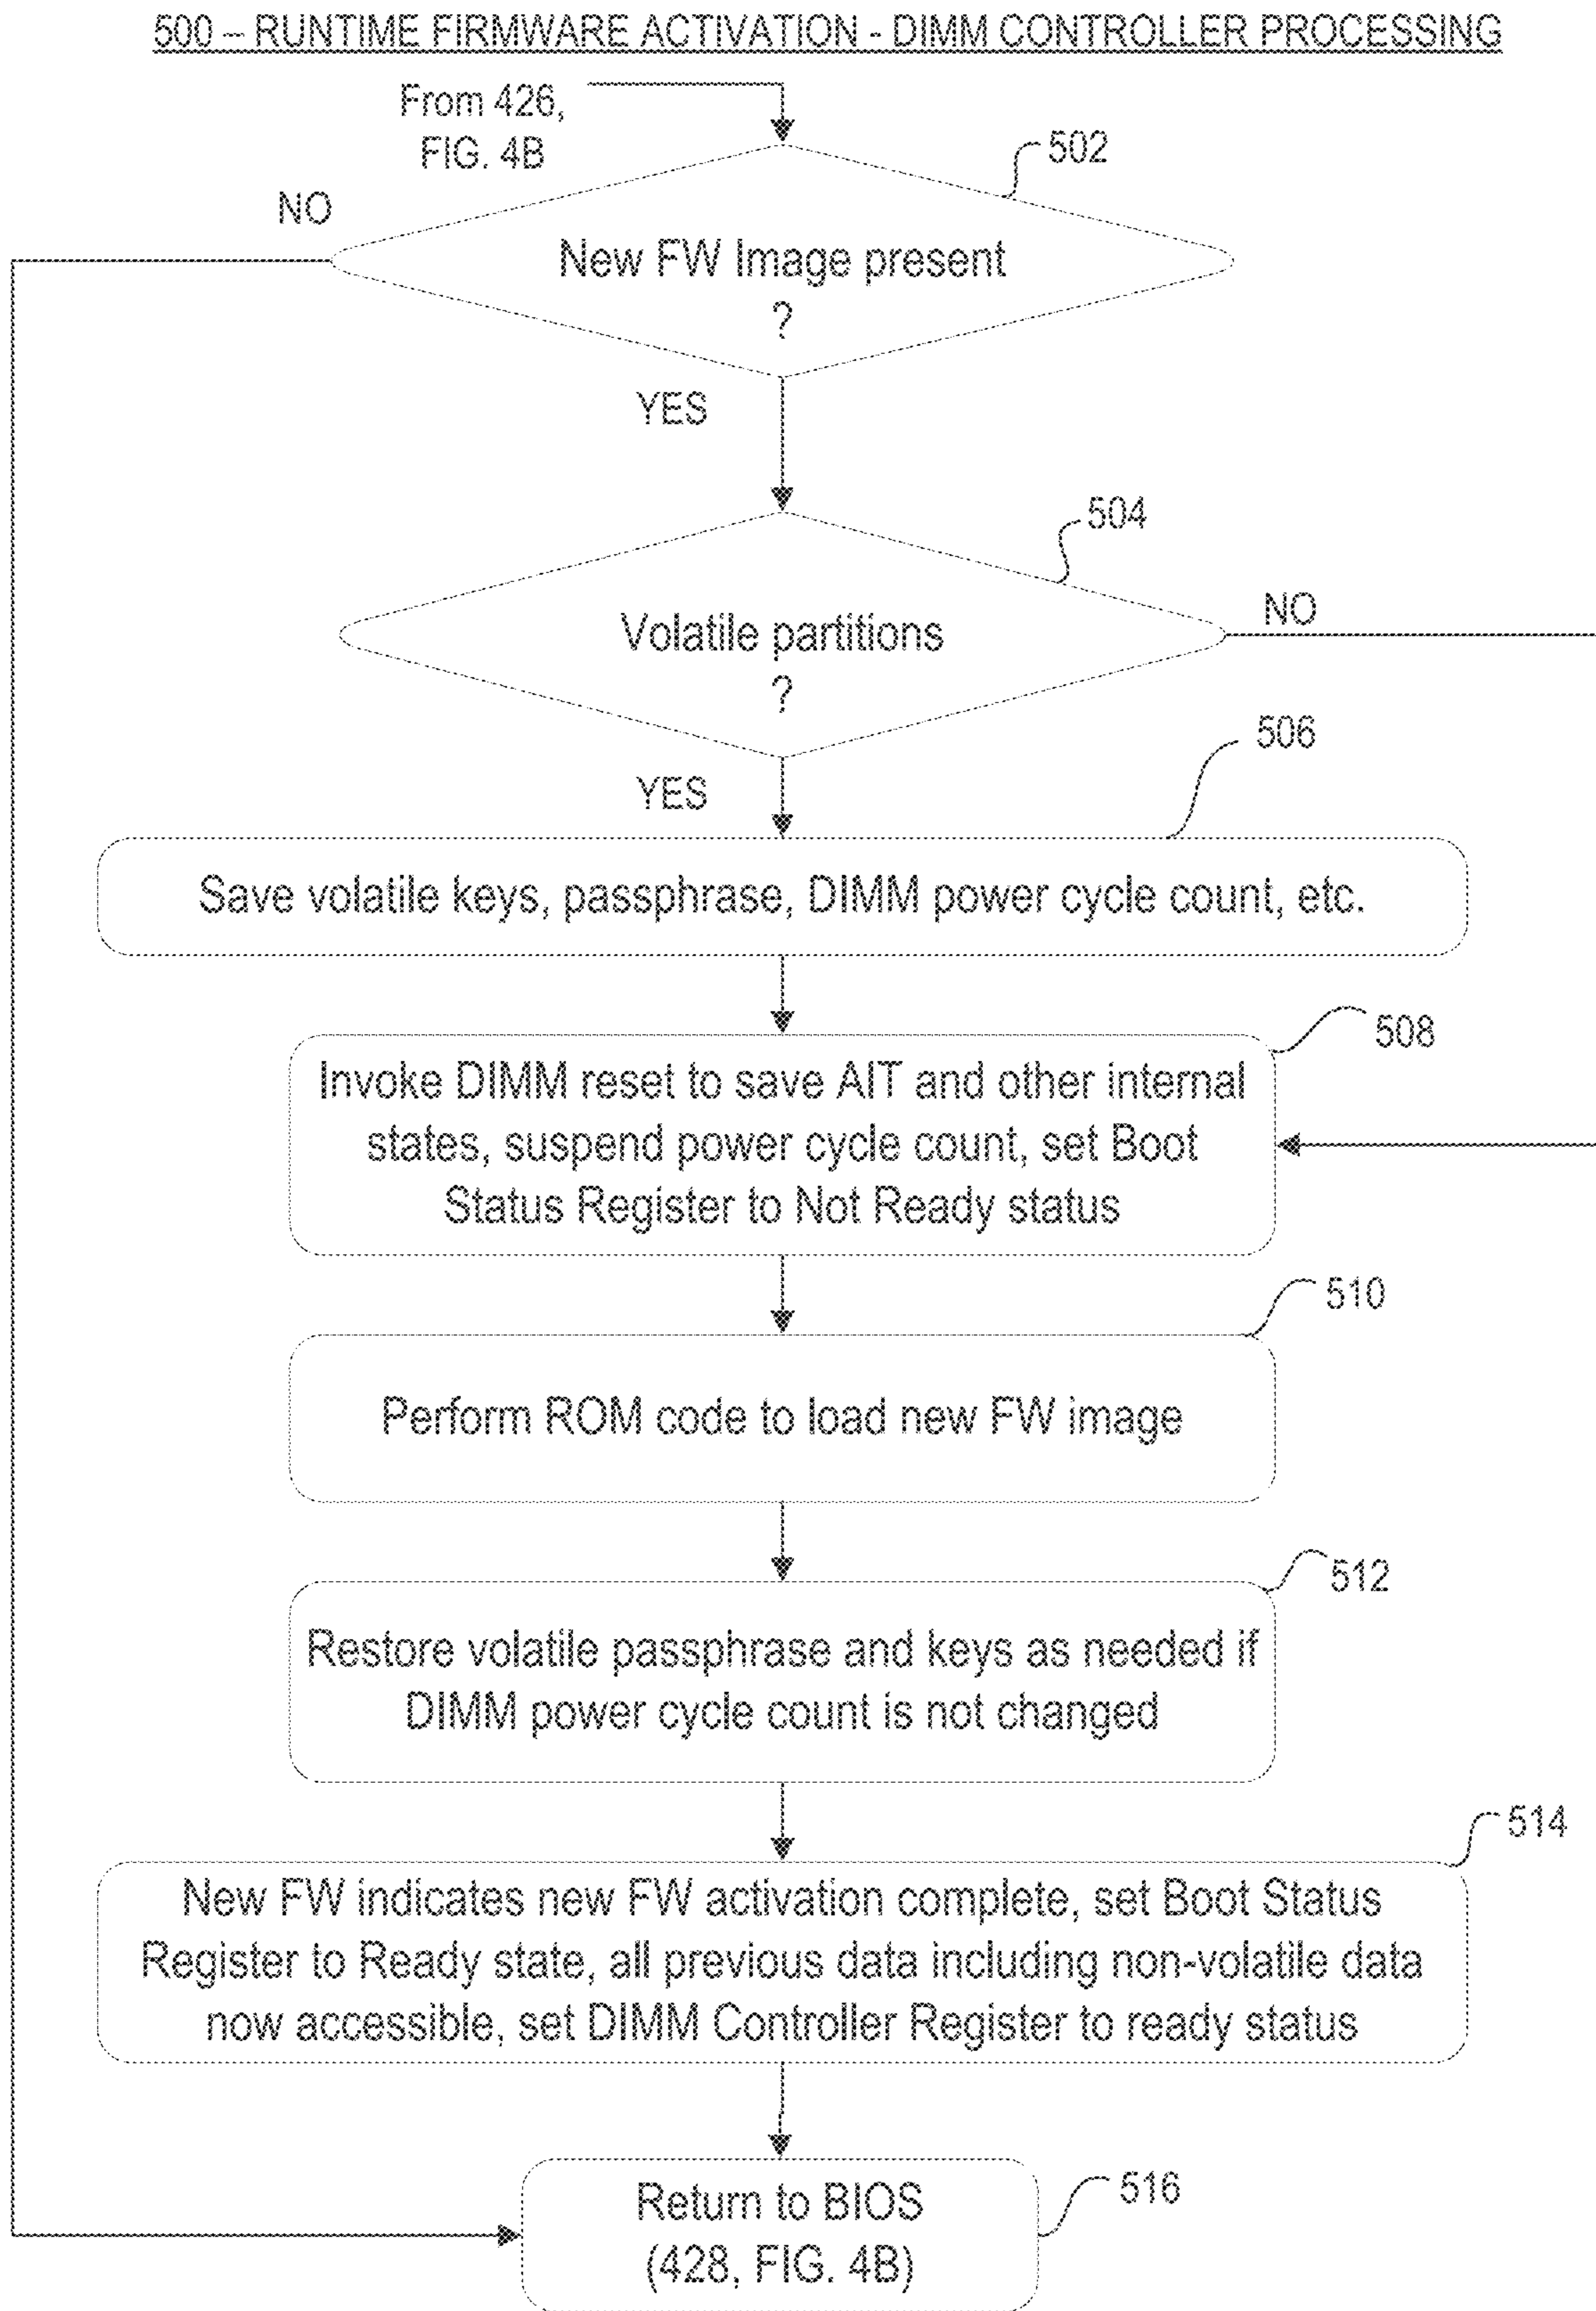 500 – RUNTIME FIRMWARE ACTIVATION - DIMM CONTROLLER PROCESSING
From 426,
FIG. 4B
502
NO
New FW Image present
?
YES
504
NO
Volatile partitions
?
506
YES
Save volatile keys, passphrase, DIMM power cycle count, etc.
508
Invoke DIMM reset to save AIT and other internal
states, suspend power cycle count, set Boot
Status Register to Not Ready status
510
Perform ROM code to load new FW image
512
Restore volatile passphrase and keys as needed if
DIMM power cycle count is not changed
514
New FW indicates new FW activation complete, set Boot Status
Register to Ready state, all previous data including non-volatile data
now accessible, set DIMM Controller Register to ready status
516
Return to BIOS
(428, FIG. 4B)